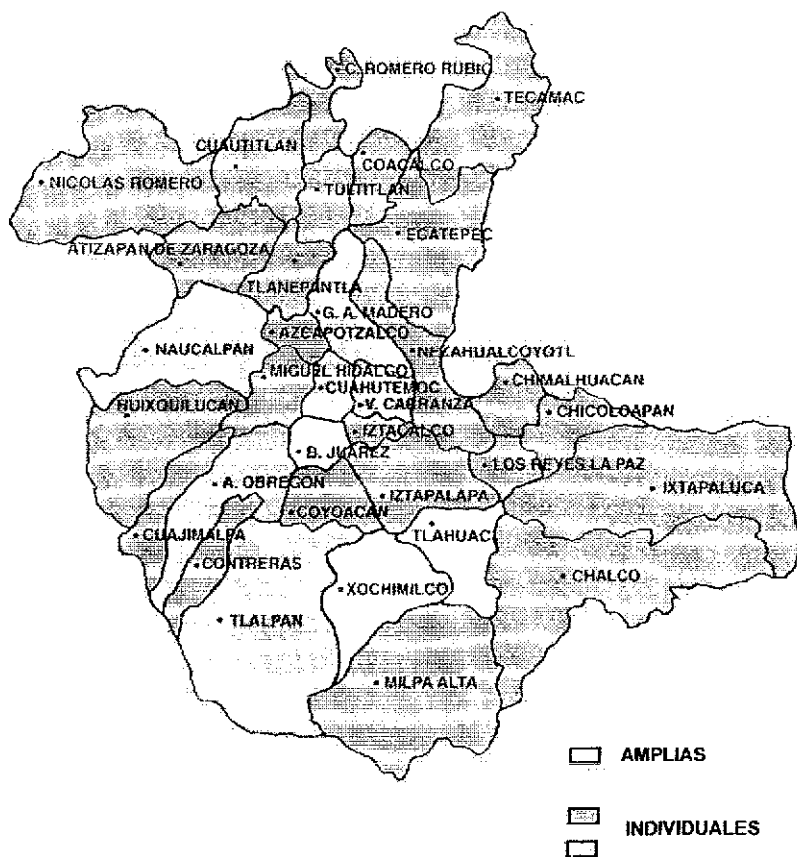 C. ROMERO RUBIO
TECAMAC
CUAUTITLAN
COACALCO
NICOLAS ROMERO
TULTITLAN
ECATEPEC
ATIZAPAN DE ZARAGOZA
TLANEPANTLA
G. A. MADERO
AZCAPOTZALCO
NAUCALPAN
NEZAHUALCOYOTL
MIGUEL HIDALGO
CHIMALHUACAN
CUAHUTEMOC
HUIXQUILUCAN
V. CARRANZA
CHICOLOAPAN
IZTACALCO
B. JUAREZ
LOS REYES LA PAZ
A. OBREGON
IZTAPALAPA
IXTAPALUCA
COYOACAN
CUAJIMALPA
TLAHUAC
CONTRERAS
CHALCO
XOCHIMILCO
TLALPAN
MILPA ALTA
AMPLIAS
INDIVIDUALES